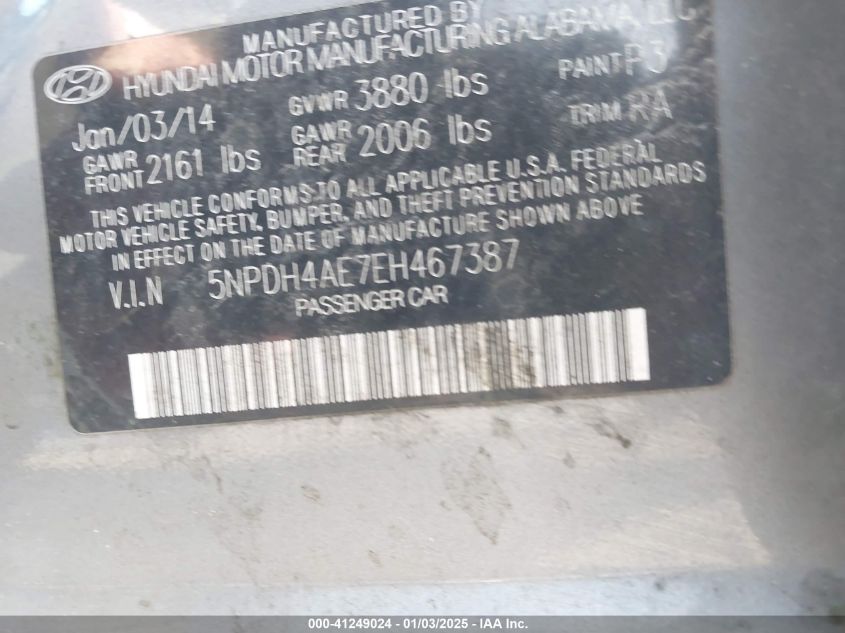 MANUFACTURED BY
HYUNDAI MOTOR MANUFACTURING ALABAMA, LLC
Jan/03/14 GVWR 3880 lbs PAINT P3
GAWR FRONT 2161 lbs GAWR REAR 2006 lbs TRIM RA
THIS VEHICLE CONFORMS TO ALL APPLICABLE U.S.A. FEDERAL
MOTOR VEHICLE SAFETY, BUMPER, AND THEFT PREVENTION STANDARDS
IN EFFECT ON THE DATE OF MANUFACTURE SHOWN ABOVE
V.I.N 5NPDH4AE7EH467387
PASSENGER CAR
000-41249024 - 01/03/2025 - IAA Inc.